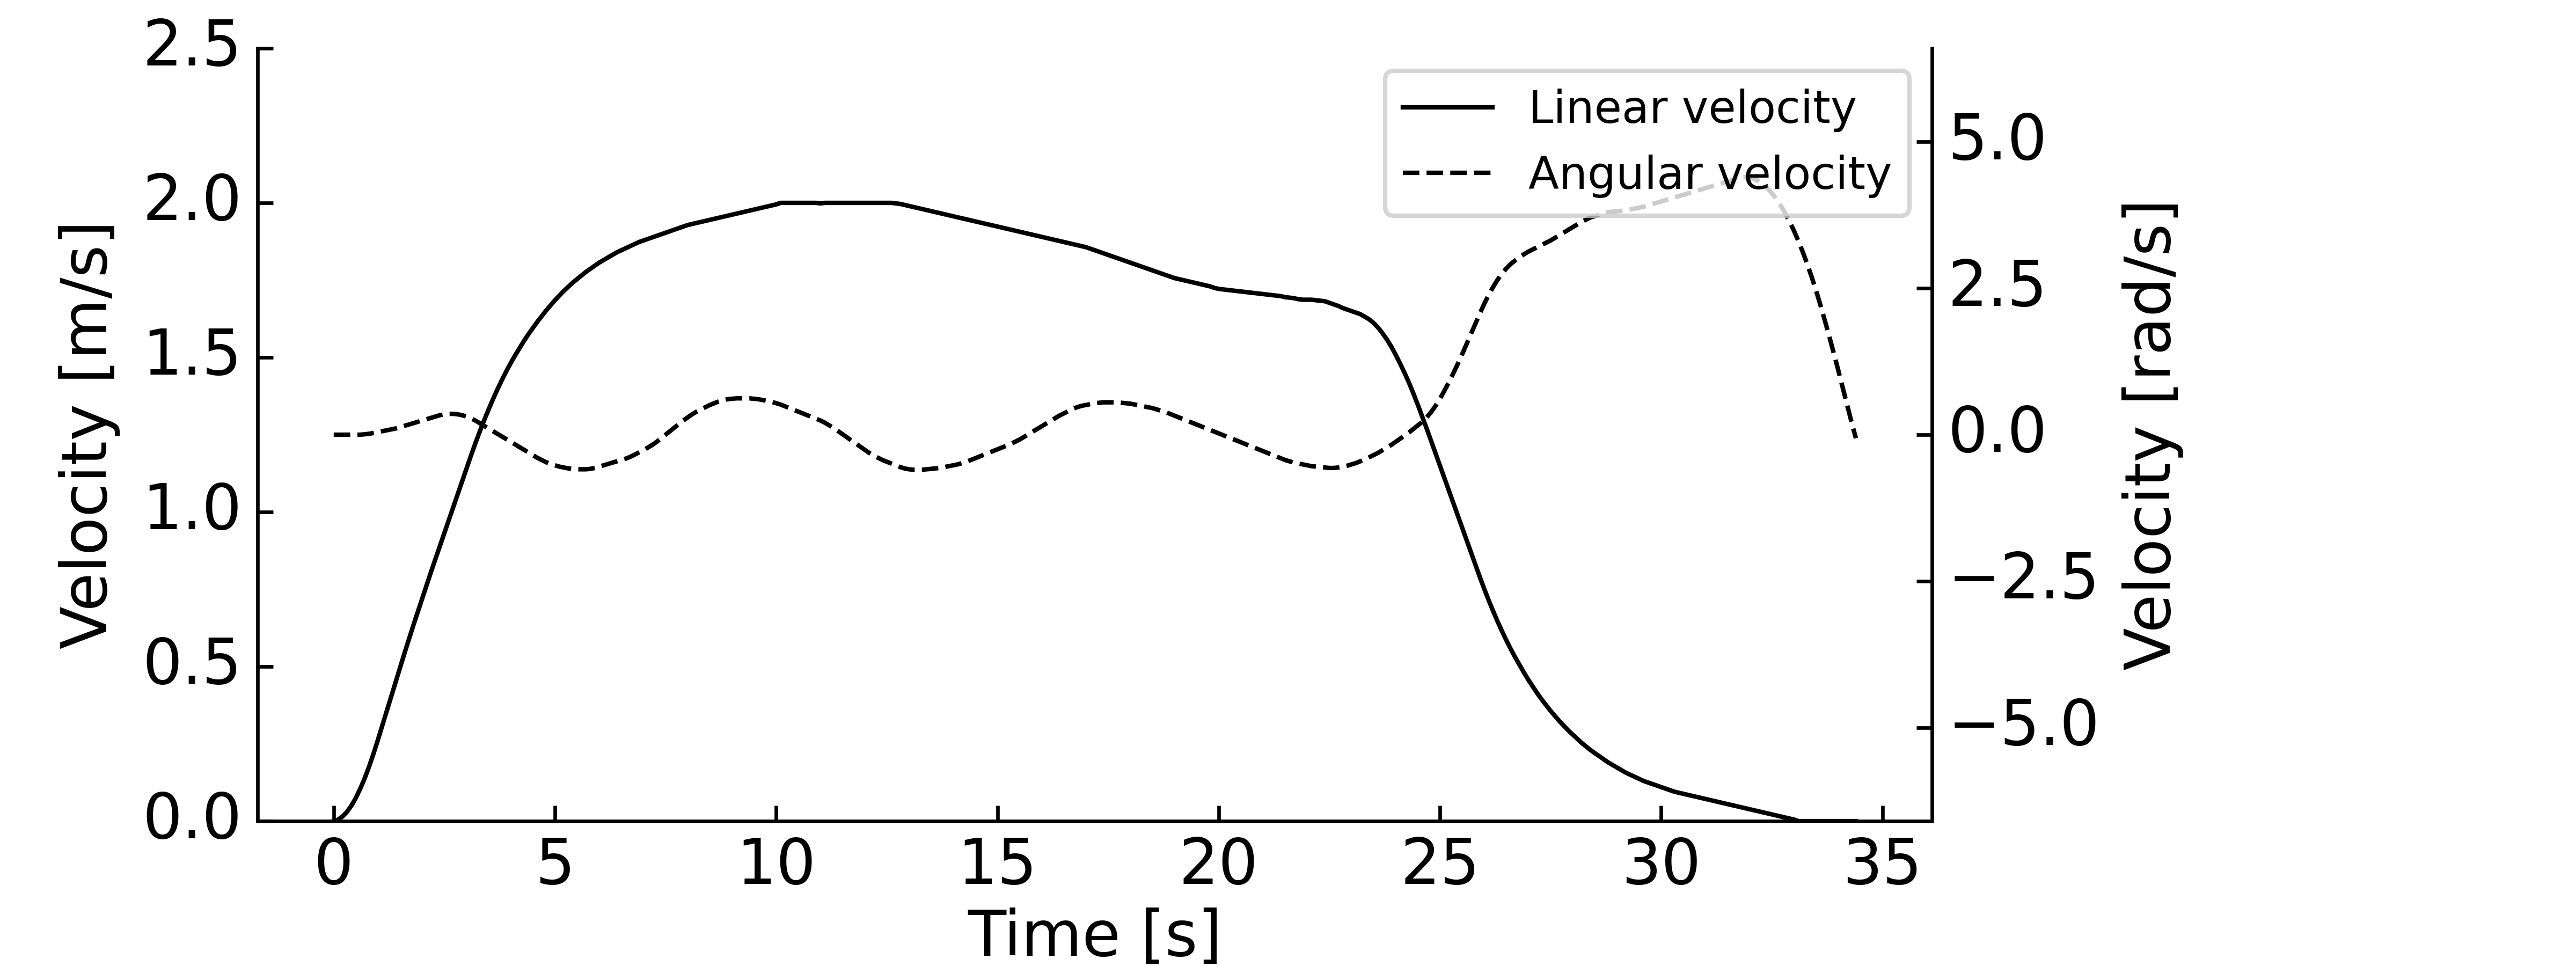 2.5
2.0
1.5
1.0
0.5
0.0
Velocity [m/s]
Linear velocity
Angular velocity
5.0
2.5
0.0
−2.5
−5.0
Velocity [rad/s]
0 5 10 15 20 25 30 35
Time [s]